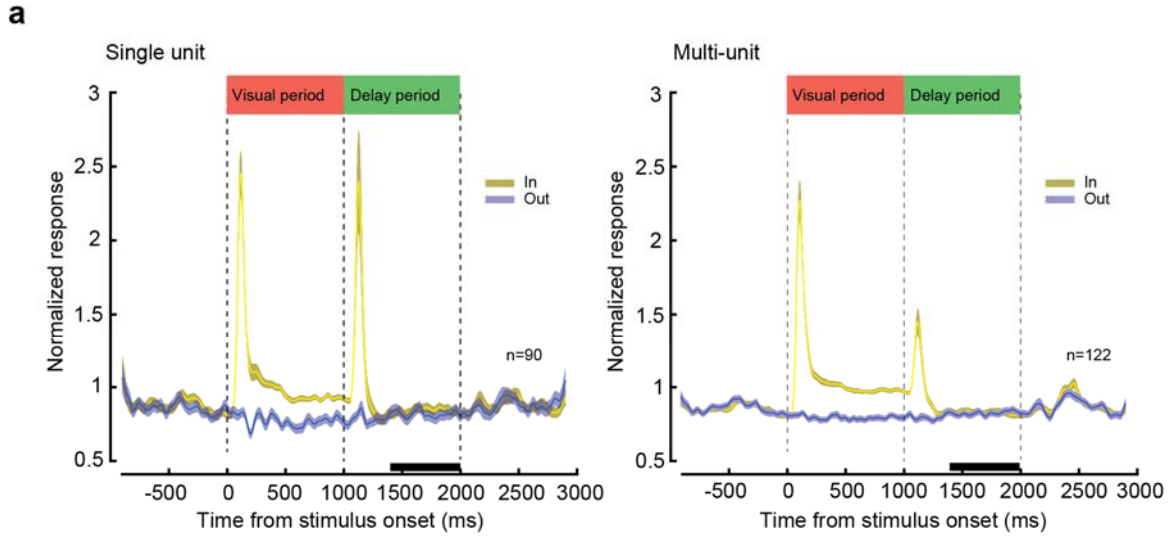 a
Single unit
Visual period Delay period
3
2.5
2
1.5
1
0.5
Normalized response
In
Out
n=90
-500 0 500 1000 1500 2000 2500 3000
Time from stimulus onset (ms)
Multi-unit
Visual period Delay period
3
2.5
2
1.5
1
0.5
Normalized response
In
Out
n=122
-500 0 500 1000 1500 2000 2500 3000
Time from stimulus onset (ms)